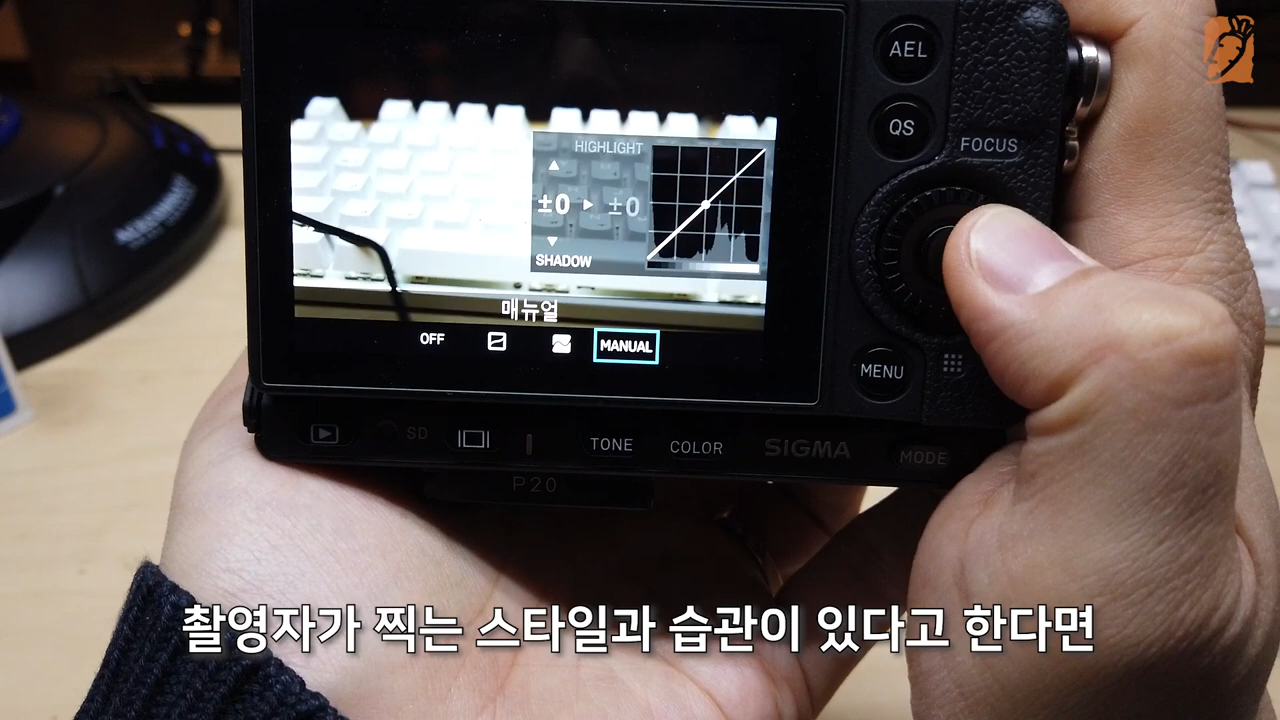 AEL
QS
FOCUS
HIGHLIGHT
±0 ▸ ±0
SHADOW
매뉴얼
OFF
MANUAL
MENU
SD
TONE
COLOR
SIGMA
MODE
P20
촬영자가 찍는 스타일과 습관이 있다고 한다면